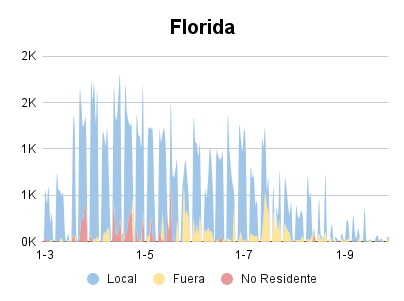 Florida
2K
2K
1K
1K
0K
1-3 1-5 1-7 1-9
Local Fuera No Residente